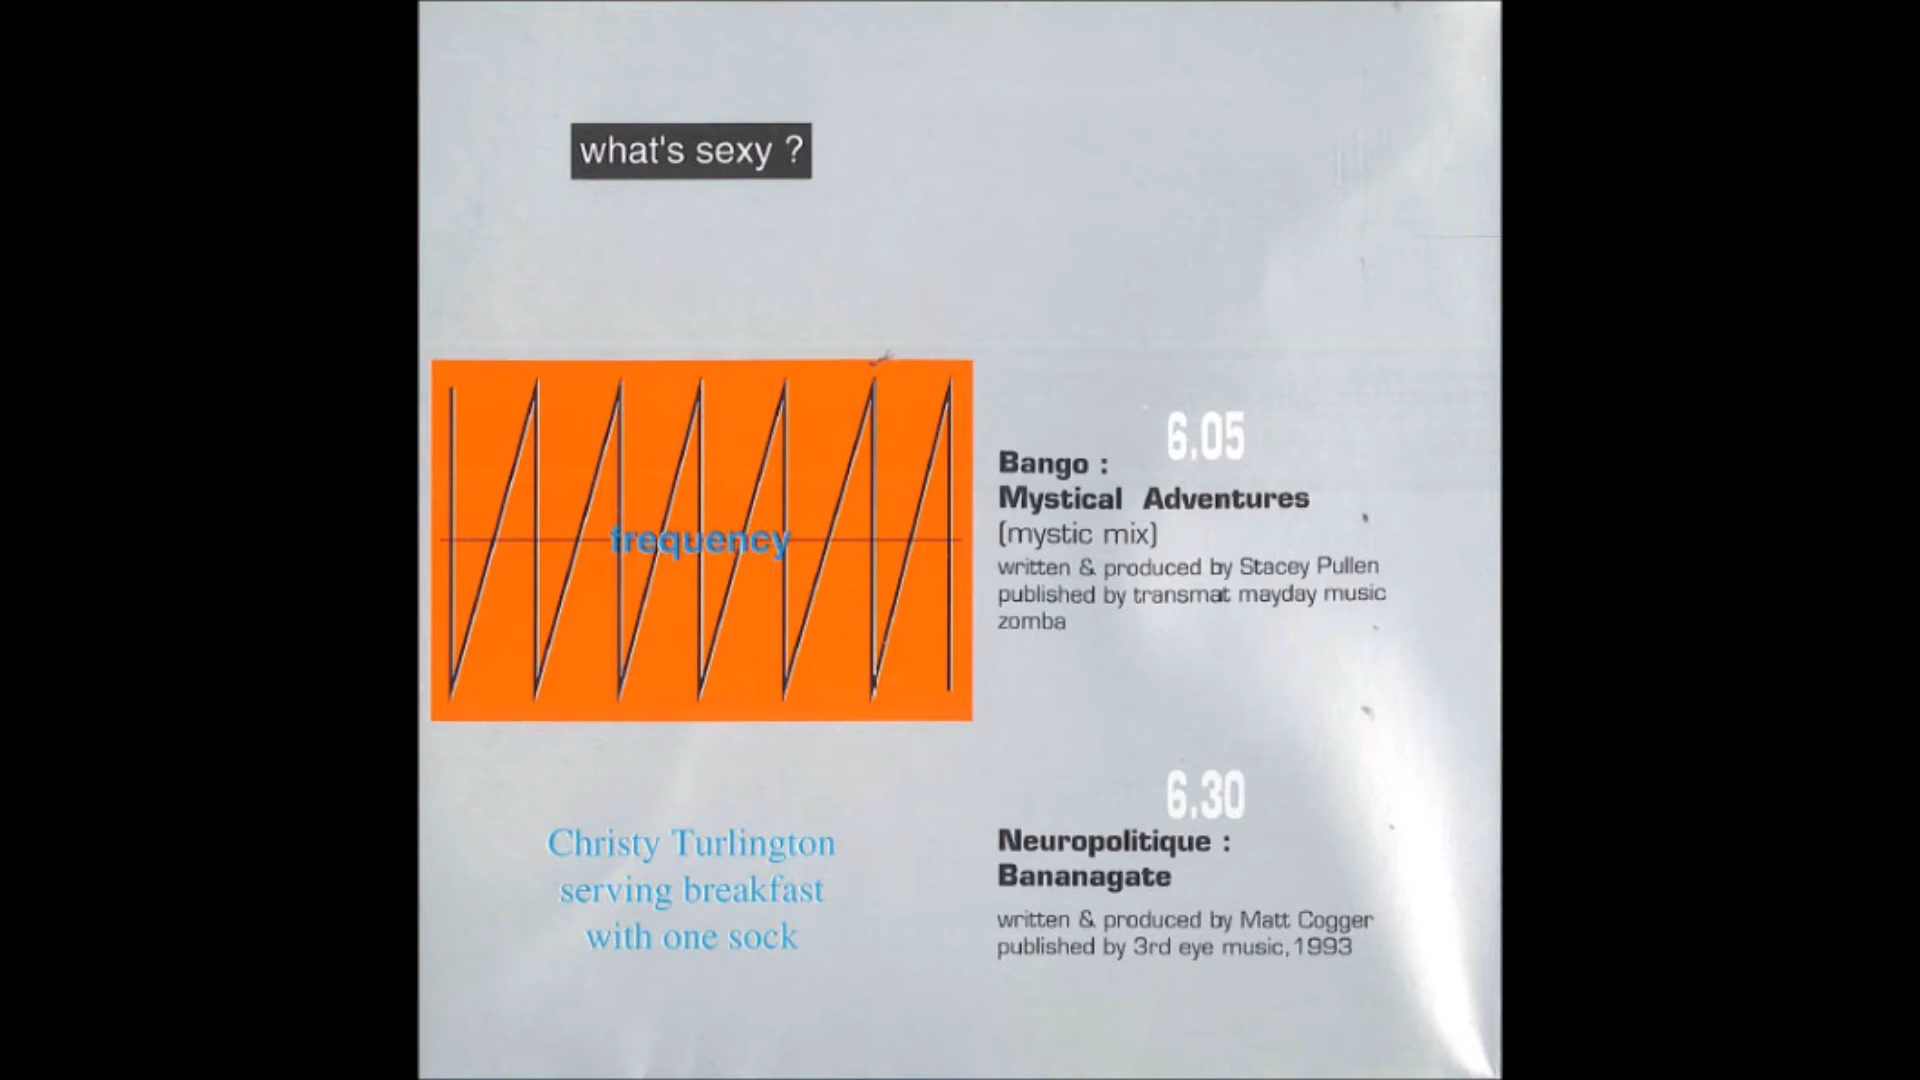 what's sexy ?
frequency
6.05
Bango :
Mystical Adventures
(mystic mix)
written & produced by Stacey Pullen
published by transmat mayday music
zomba
Christy Turlington
serving breakfast
with one sock
6.30
Neuropolitique :
Bananagate
written & produced by Matt Cogger
published by 3rd eye music, 1993